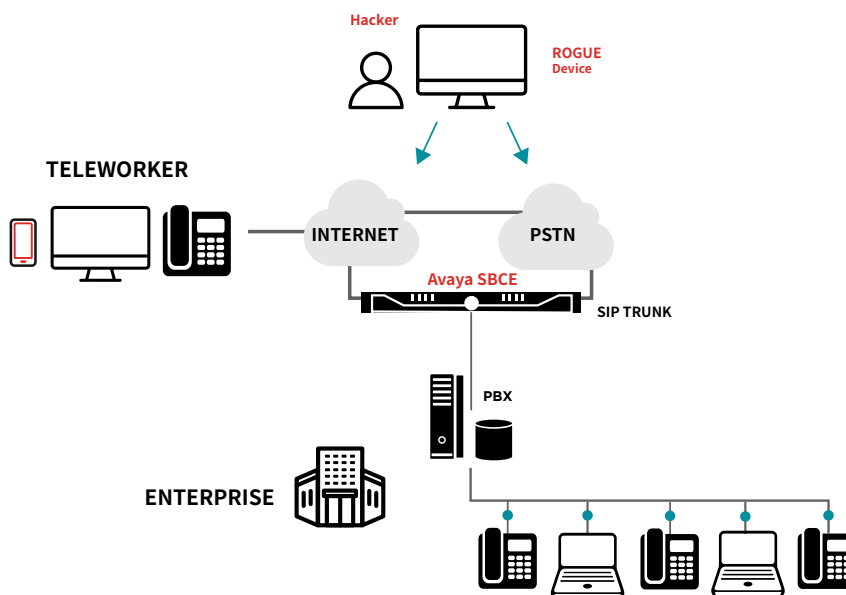 Hacker
ROGUE
Device
TELEWORKER
INTERNET
PSTN
Avaya SBCE
SIP TRUNK
PBX
ENTERPRISE